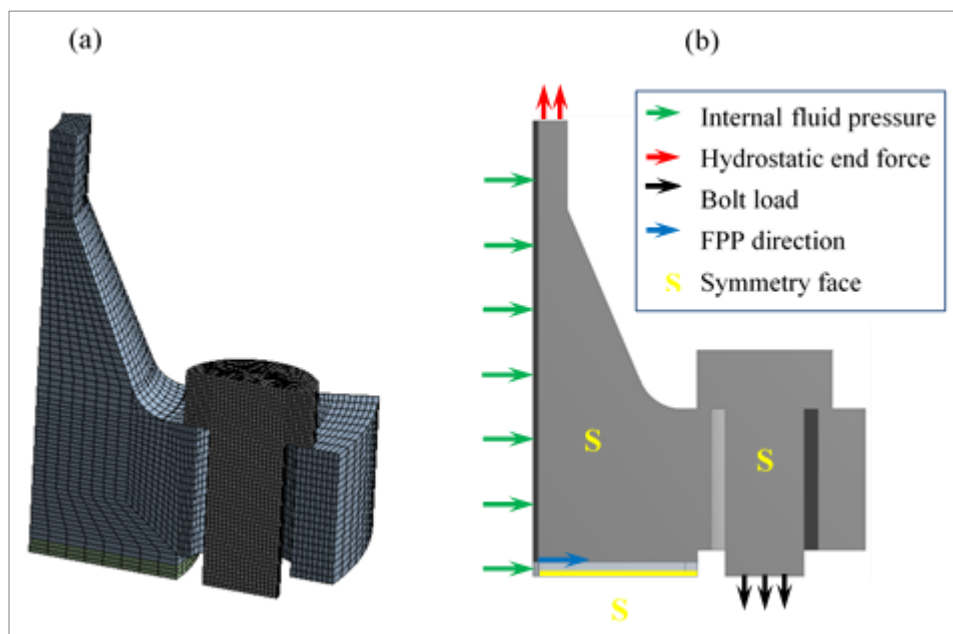 (a)
(b)
Internal fluid pressure
Hydrostatic end force
Bolt load
FPP direction
S Symmetry face
S
S
S